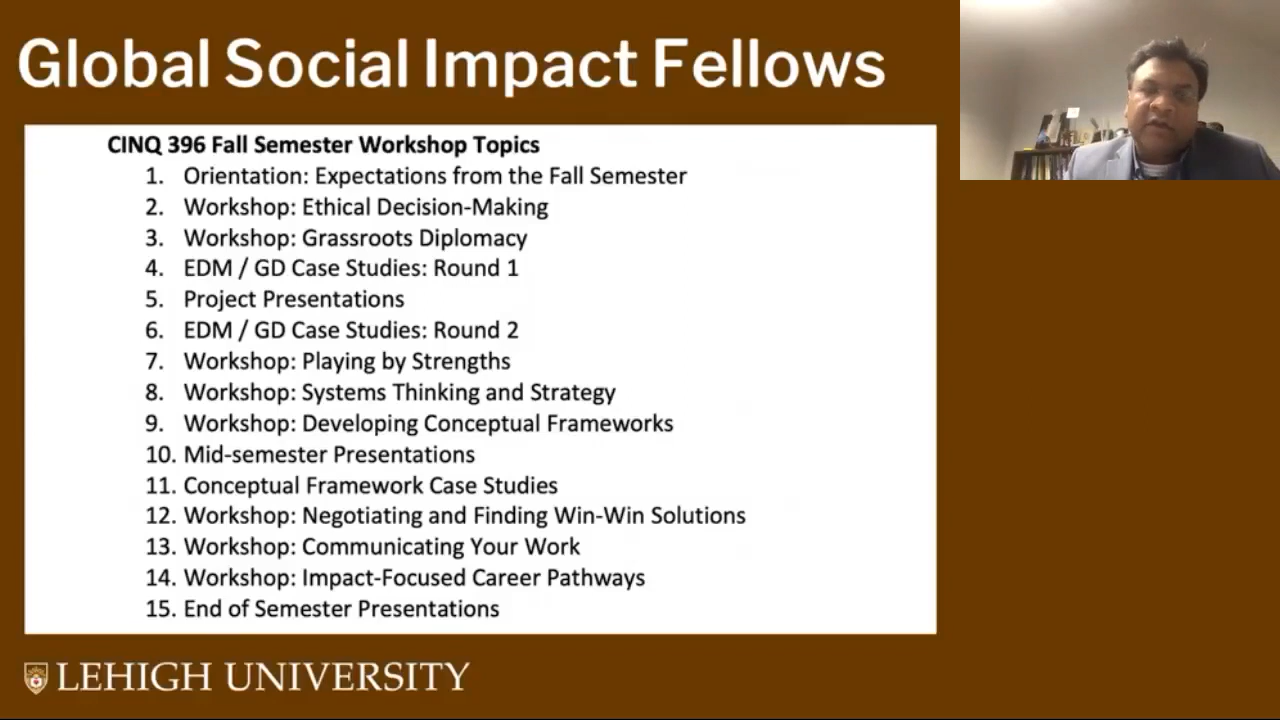 Global Social Impact Fellows
CINQ 396 Fall Semester Workshop Topics
1. Orientation: Expectations from the Fall Semester
2. Workshop: Ethical Decision-Making
3. Workshop: Grassroots Diplomacy
4. EDM / GD Case Studies: Round 1
5. Project Presentations
6. EDM / GD Case Studies: Round 2
7. Workshop: Playing by Strengths
8. Workshop: Systems Thinking and Strategy
9. Workshop: Developing Conceptual Frameworks
10. Mid-semester Presentations
11. Conceptual Framework Case Studies
12. Workshop: Negotiating and Finding Win-Win Solutions
13. Workshop: Communicating Your Work
14. Workshop: Impact-Focused Career Pathways
15. End of Semester Presentations
LEHIGH UNIVERSITY